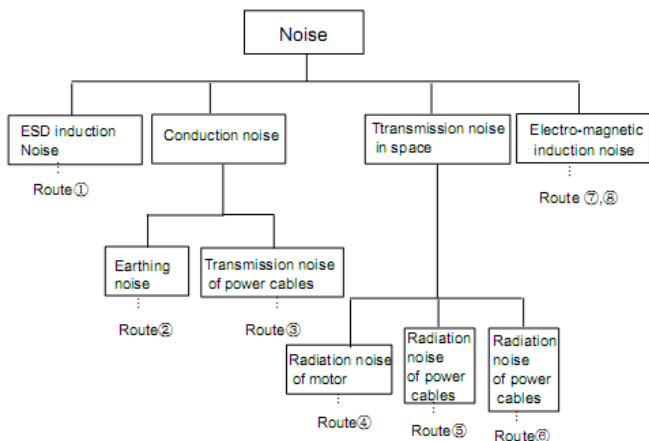 Noise
ESD induction
Noise
Conduction noise
Ttransmission noise
in space
Electro-magnetic
induction noise
Route①
Route ⑦,⑧
Earthing
noise
Transmission noise
of power cables
Route②
Route③
Radiation noise
of motor
Radiation
noise
of power
cables
Radiation
noise
of power
cables
Route④
Route⑤
Route⑥